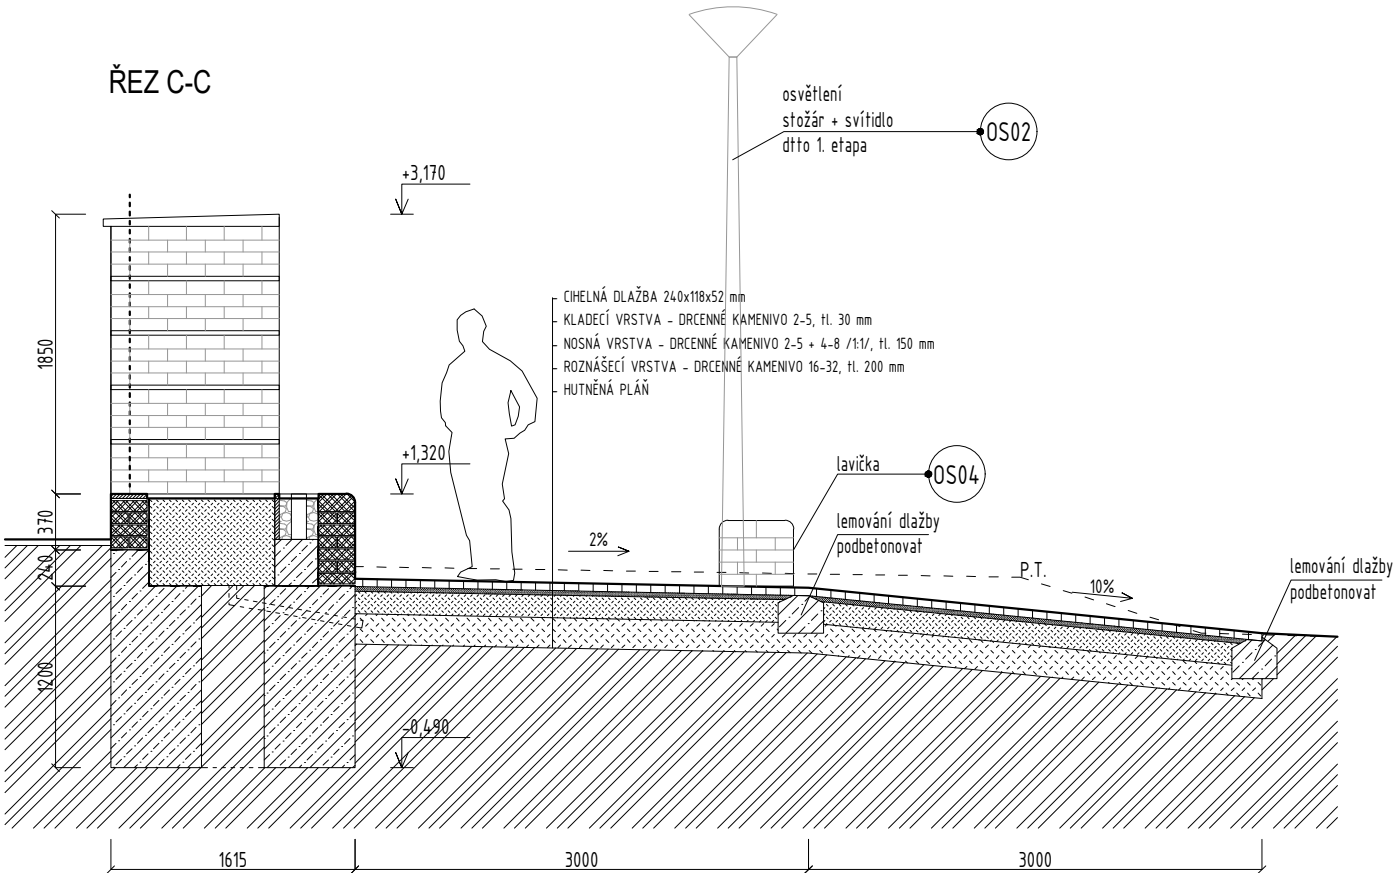 ŘEZ C-C
osvětlení
stožár + svítidlo
dtto 1. etapa
OS02
+3,170
CIHELNÁ DLAŽBA 240x118x52 mm
KLADECÍ VRSTVA - DRCENNÉ KAMENIVO 2-5, tl. 30 mm
NOSNÁ VRSTVA - DRCENNÉ KAMENIVO 2-5 + 4-8 /1:1/, tl. 150 mm
ROZNÁŠECÍ VRSTVA - DRCENNÉ KAMENIVO 16-32, tl. 200 mm
HUTNĚNÁ PLÁŇ
1850
+1,320
lavička
OS04
370
lemování dlažby
podbetonovat
2%
240
P.T.
10%
lemování dlažby
podbetonovat
1200
-0,490
1615
3000
3000